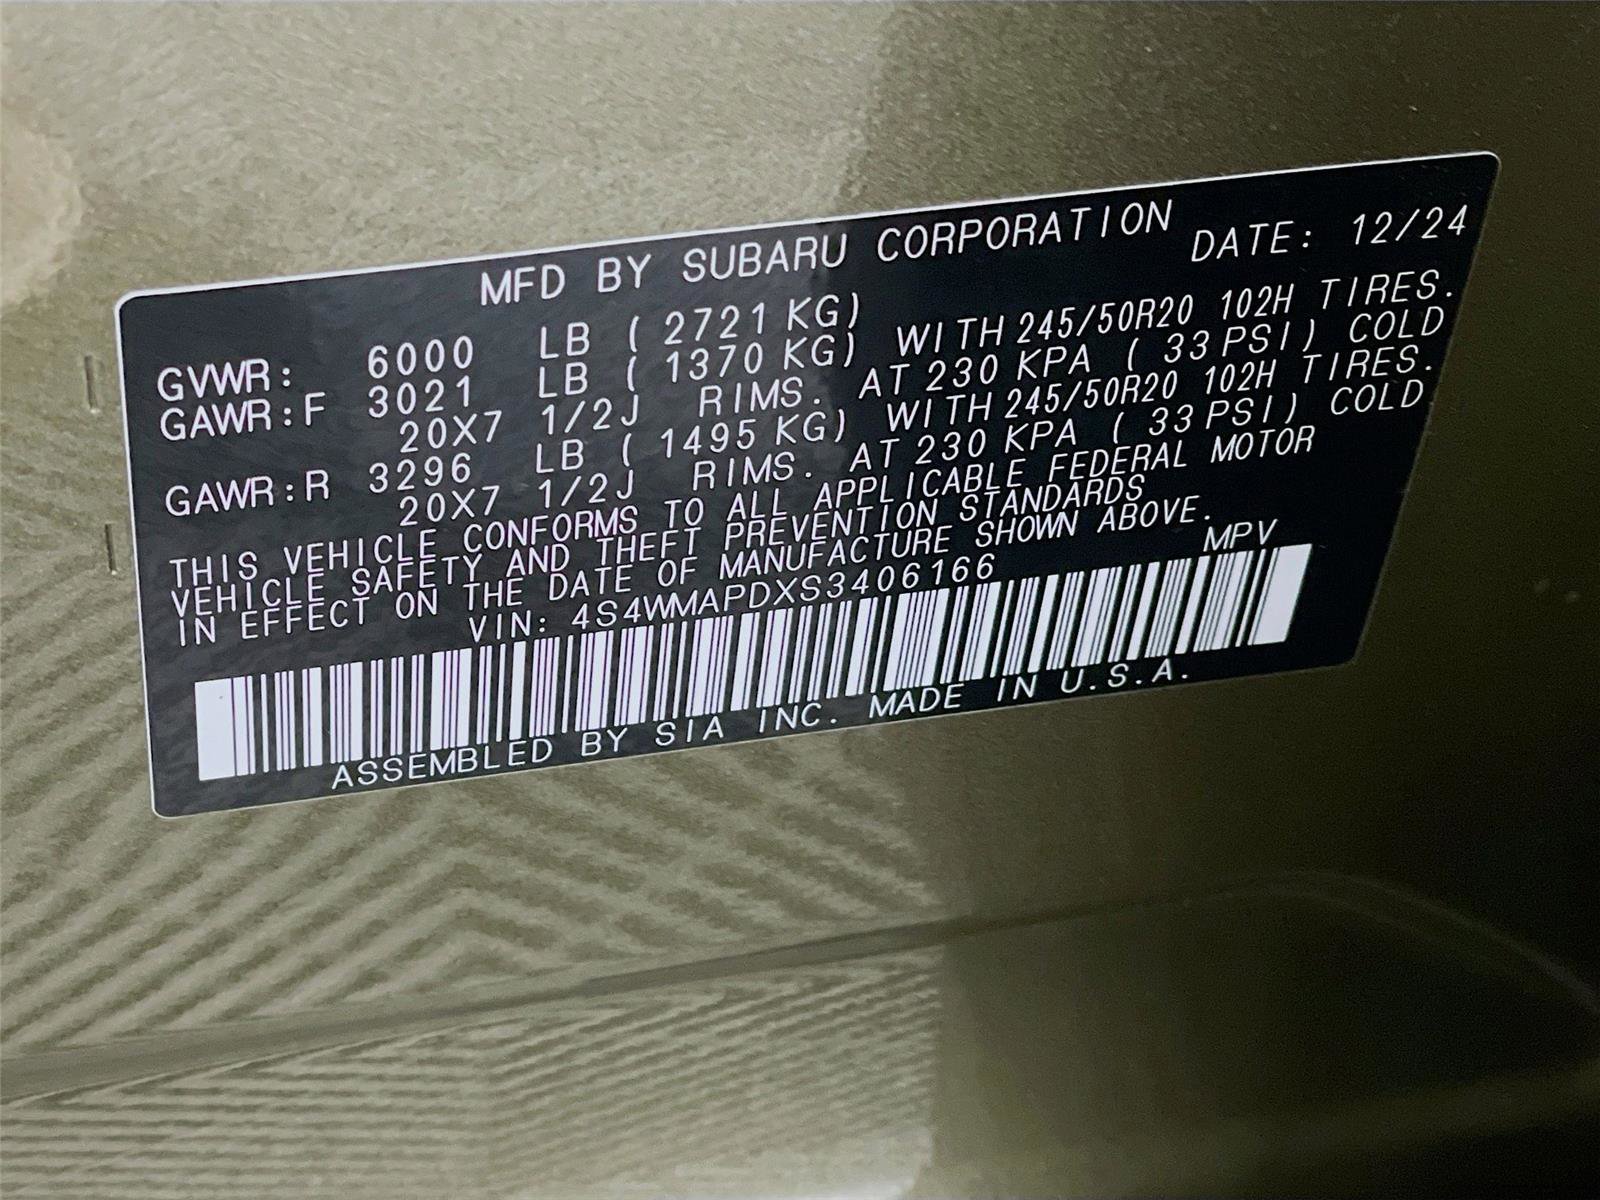 MFD BY SUBARU CORPORATION DATE: 12/24
GVWR: 6000 LB ( 2721 KG)
GAWR:F 3021 LB ( 1370 KG) WITH 245/50R20 102H TIRES.
20X7 1/2J RIMS. AT 230 KPA ( 33 PSI) COLD
GAWR:R 3296 LB ( 1495 KG) WITH 245/50R20 102H TIRES.
20X7 1/2J RIMS. AT 230 KPA ( 33 PSI) COLD
THIS VEHICLE CONFORMS TO ALL APPLICABLE FEDERAL MOTOR
VEHICLE SAFETY AND THEFT PREVENTION STANDARDS
IN EFFECT ON THE DATE OF MANUFACTURE SHOWN ABOVE.
VIN: 4S4WMAPDXS3406166 MPV
ASSEMBLED BY SIA INC. MADE IN U.S.A.